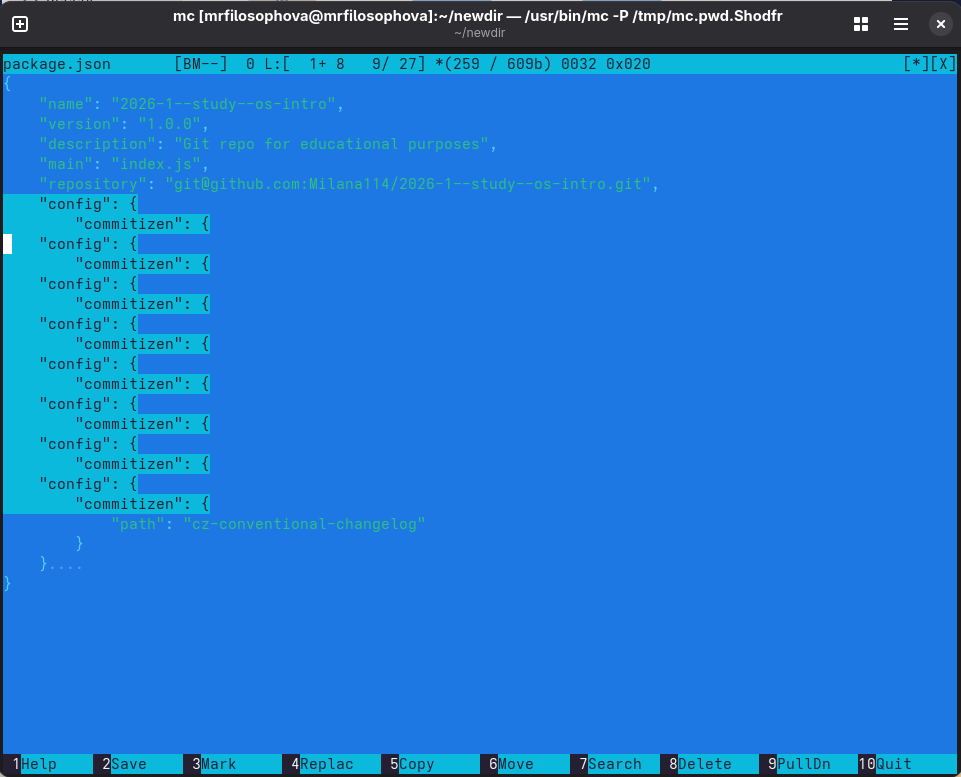 mc [mrfilosophova@mrfilosophova]:~/newdir — /usr/bin/mc -P /tmp/mc.pwd.Shodfr
~/newdir
package.json       [BM--]  0 L:[  1+ 8   9/ 27] *(259 / 609b) 0032 0x020                            [*][X]
{
    "name": "2026-1--study--os-intro",
    "version": "1.0.0",
    "description": "Git repo for educational purposes",
    "main": "index.js",
    "repository": "git@github.com:Milana114/2026-1--study--os-intro.git",
    "config": {
        "commitizen": {
    "config": {
        "commitizen": {
    "config": {
        "commitizen": {
    "config": {
        "commitizen": {
    "config": {
        "commitizen": {
    "config": {
        "commitizen": {
    "config": {
        "commitizen": {
    "config": {
        "commitizen": {
            "path": "cz-conventional-changelog"
        }
    }....
}
1Help 2Save 3Mark 4Replac 5Copy 6Move 7Search 8Delete 9PullDn 10Quit